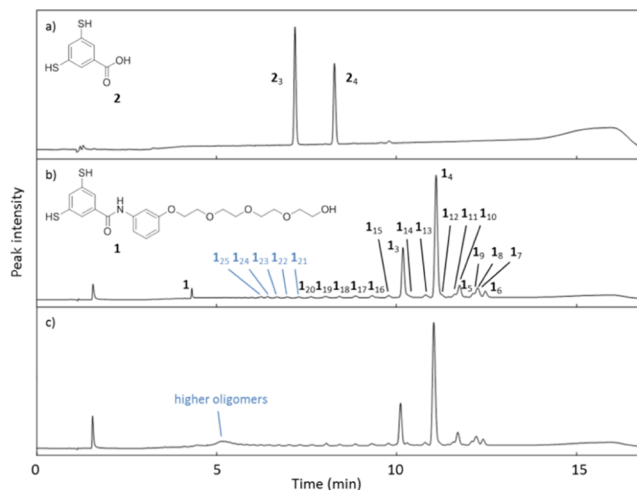 a)
SH
HS
OH
O
2
2₃
2₄
b)
SH
HS
H
N
O
O
O
O
O
OH
1
1
1₂₅
1₂₄
1₂₃
1₂₂
1₂₁
1₂₀
1₁₉
1₁₈
1₁₇
1₁₆
1₁₅
1₃
1₁₄
1₁₃
1₄
1₁₂
1₁₁
1₁₀
1₅
1₉
1₈
1₇
1₆
c)
higher oligomers
Peak intensity
0
5
10
15
Time (min)